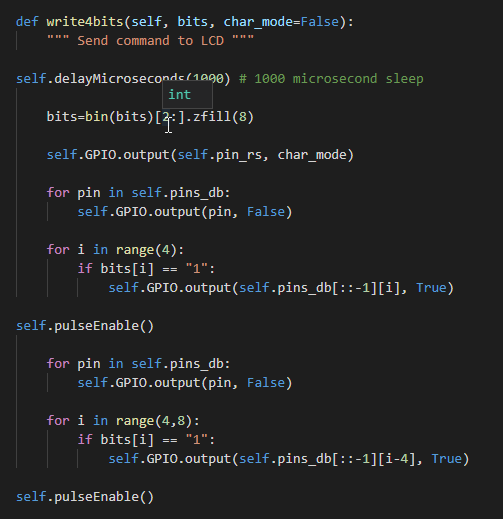 def write4bits(self, bits, char_mode=False):
    """ Send command to LCD """
self.delayMicroseconds(1000) # 1000 microsecond sleep
int
    bits=bin(bits)[2:].zfill(8)
    self.GPIO.output(self.pin_rs, char_mode)
    for pin in self.pins_db:
        self.GPIO.output(pin, False)
    for i in range(4):
        if bits[i] == "1":
            self.GPIO.output(self.pins_db[::-1][i], True)
self.pulseEnable()
    for pin in self.pins_db:
        self.GPIO.output(pin, False)
    for i in range(4,8):
        if bits[i] == "1":
            self.GPIO.output(self.pins_db[::-1][i-4], True)
self.pulseEnable()